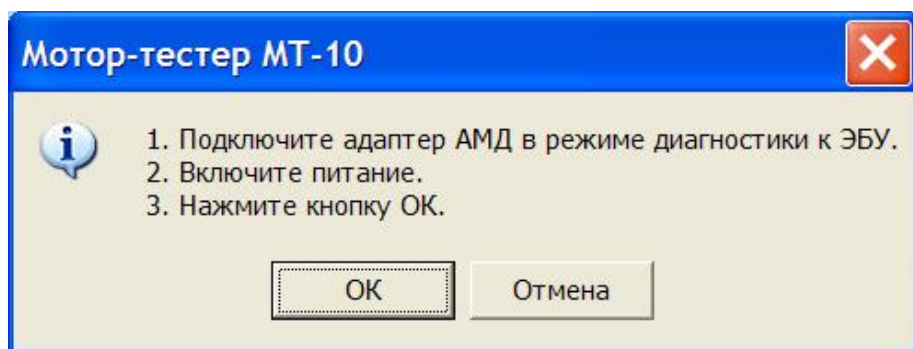 Мотор-тестер МТ-10
1. Подключите адаптер АМД в режиме диагностики к ЭБУ.
2. Включите питание.
3. Нажмите кнопку ОК.
ОК
Отмена